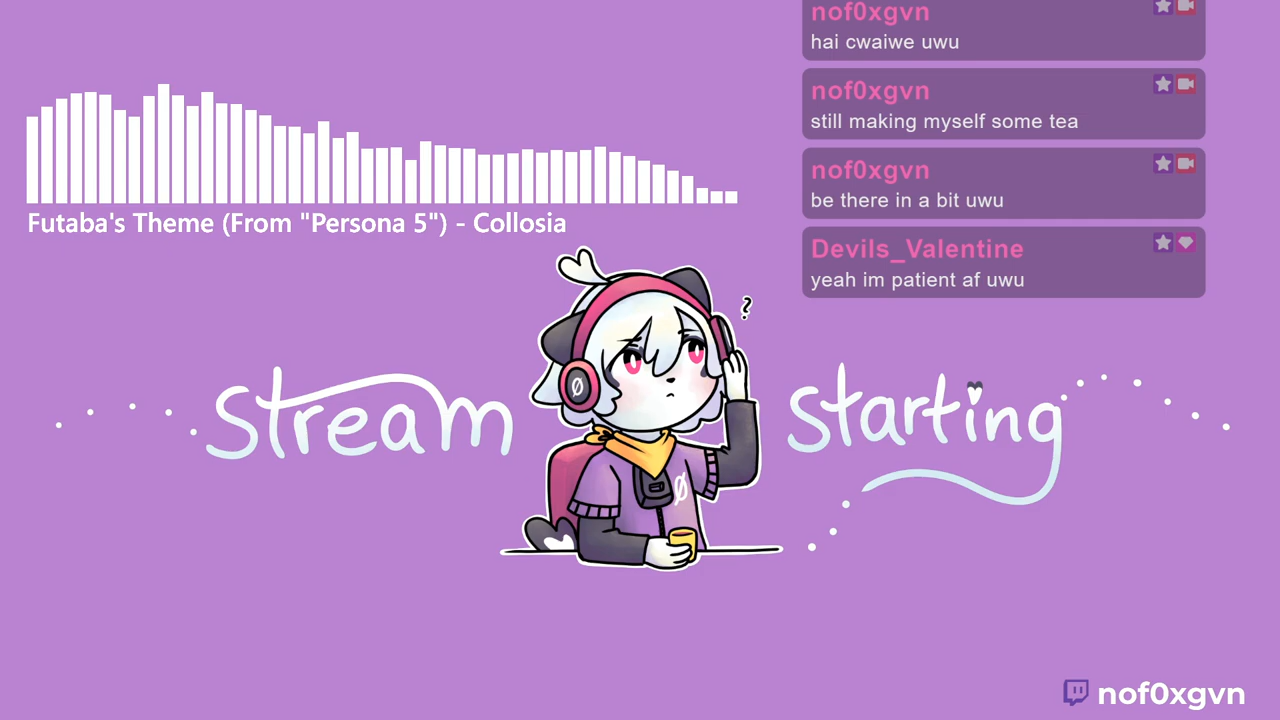 nof0xgvn
hai cwaiwe uwu
nof0xgvn
still making myself some tea
nof0xgvn
be there in a bit uwu
Devils_Valentine
yeah im patient af uwu
Futaba's Theme (From "Persona 5") - Collosia
?
stream starting
Ø
Ø
nof0xgvn